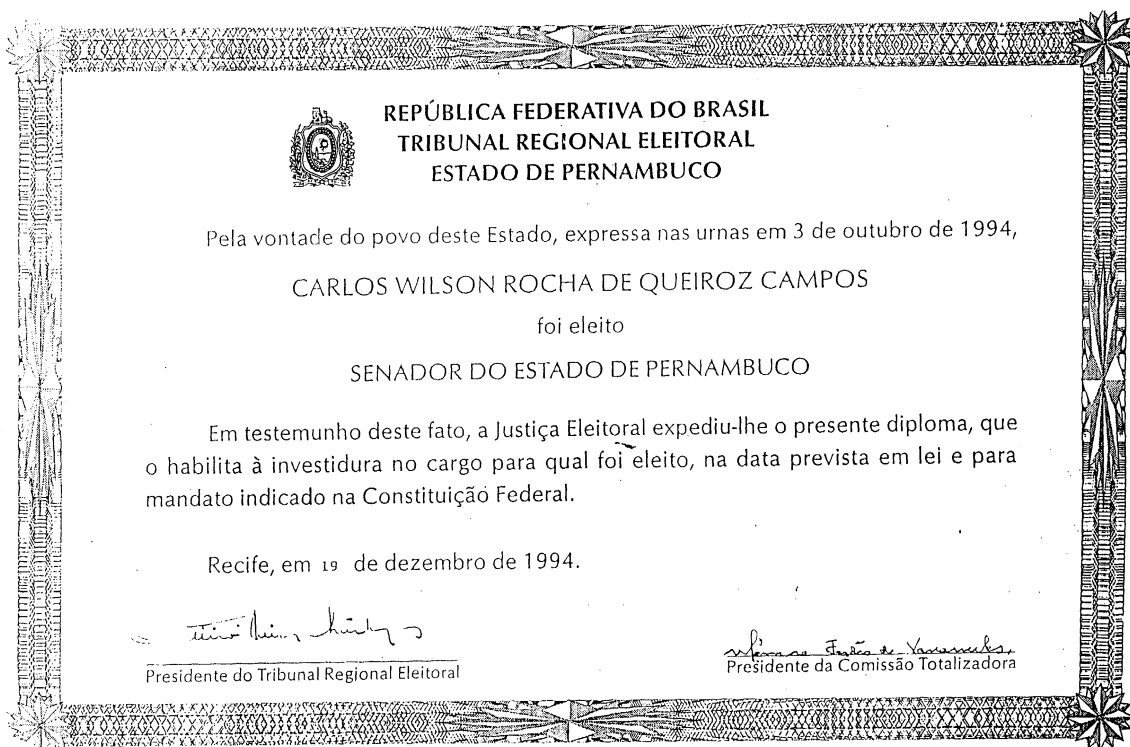 REPÚBLICA FEDERATIVA DO BRASIL
TRIBUNAL REGIONAL ELEITORAL
ESTADO DE PERNAMBUCO
Pela vontade do povo deste Estado, expressa nas urnas em 3 de outubro de 1994,
CARLOS WILSON ROCHA DE QUEIROZ CAMPOS
foi eleito
SENADOR DO ESTADO DE PERNAMBUCO
Em testemunho deste fato, a Justiça Eleitoral expediu-lhe o presente diploma, que
o habilita à investidura no cargo para qual foi eleito, na data prevista em lei e para
mandato indicado na Constituição Federal.
Recife, em 19 de dezembro de 1994.
Presidente do Tribunal Regional Eleitoral
Presidente da Comissão Totalizadora